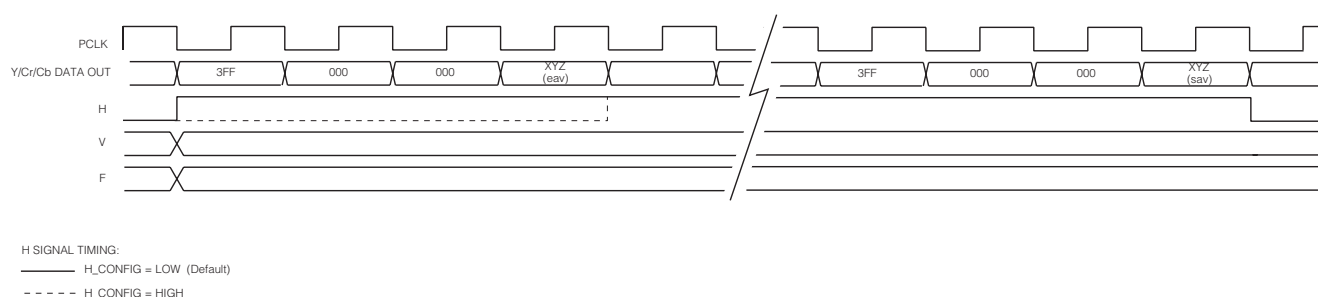 PCLK
Y/Cr/Cb DATA OUT
3FF 000 000 XYZ (eav) 3FF 000 000 XYZ (sav)
H
V
F
H SIGNAL TIMING:
H_CONFIG = LOW (Default)
H_CONFIG = HIGH